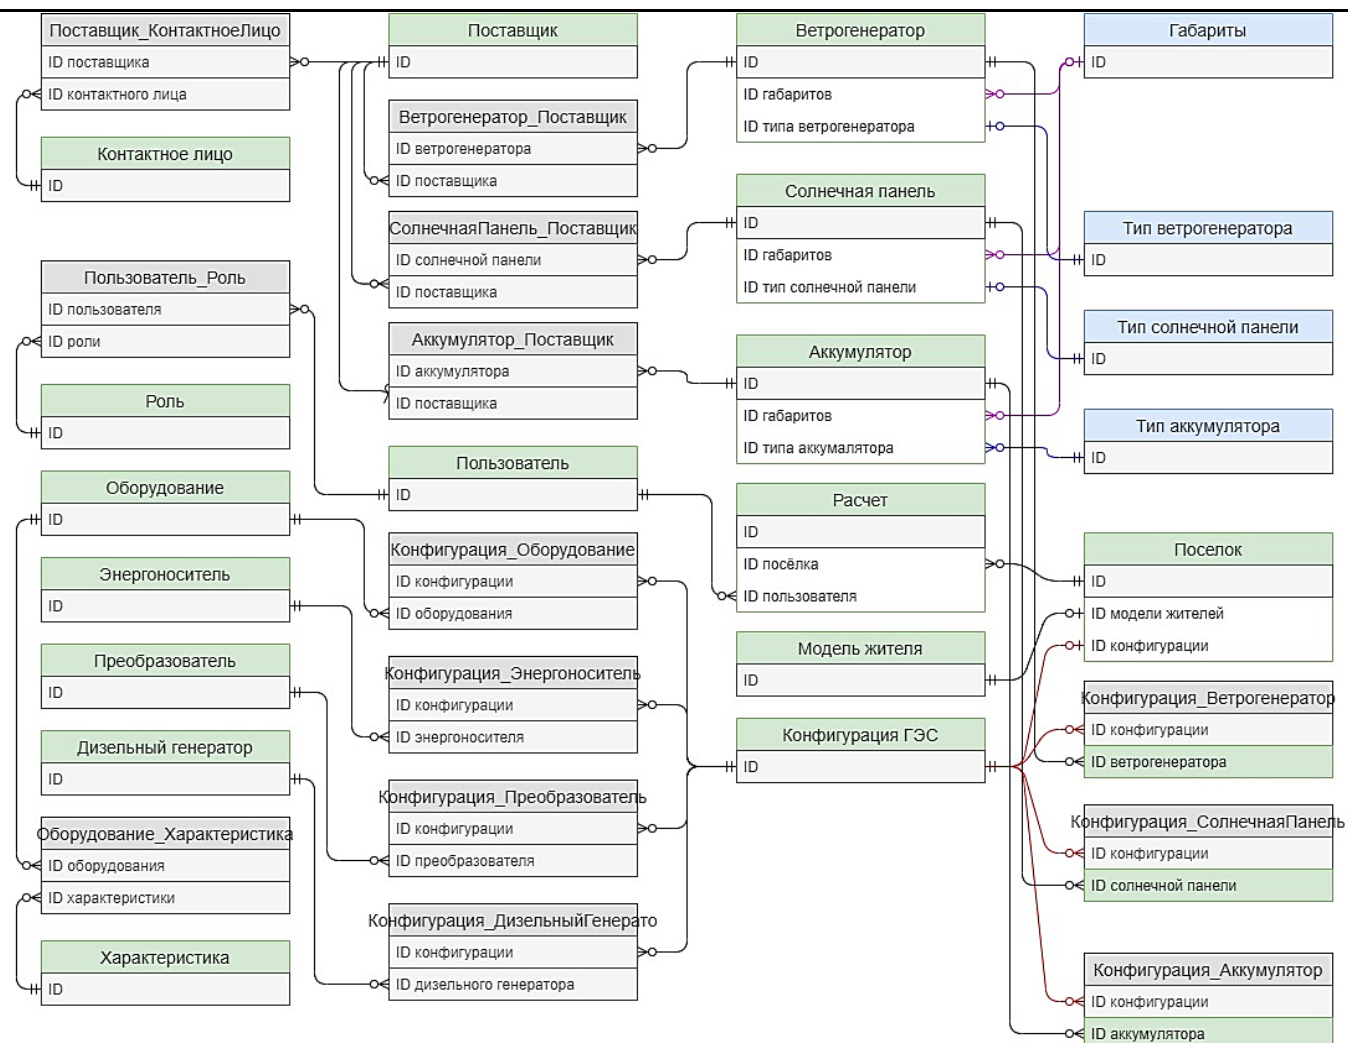 Поставщик_КонтактноеЛицо
ID поставщика
ID контактного лица
Контактное лицо
ID
Пользователь_Роль
ID пользователя
ID роли
Роль
ID
Оборудование
ID
Энергоноситель
ID
Преобразователь
ID
Дизельный генератор
ID
Оборудование_Характеристика
ID оборудования
ID характеристики
Характеристика
ID
Поставщик
ID
Ветрогенератор_Поставщик
ID ветрогенератора
ID поставщика
СолнечнаяПанель_Поставщик
ID солнечной панели
ID поставщика
Аккумулятор_Поставщик
ID аккумулятора
ID поставщика
Пользователь
ID
Конфигурация_Оборудование
ID конфигурации
ID оборудования
Конфигурация_Энергоноситель
ID конфигурации
ID энергоносителя
Конфигурация_Преобразователь
ID конфигурации
ID преобразователя
Конфигурация_ДизельныйГенерато
ID конфигурации
ID дизельного генератора
Ветрогенератор
ID
ID габаритов
ID типа ветрогенератора
Солнечная панель
ID
ID габаритов
ID тип солнечной панели
Аккумулятор
ID
ID габаритов
ID типа аккумалятора
Расчет
ID
ID посёлка
ID пользователя
Модель жителя
ID
Конфигурация ГЭС
ID
Габариты
ID
Тип ветрогенератора
ID
Тип солнечной панели
ID
Тип аккумулятора
ID
Поселок
ID
ID модели жителей
ID конфигурации
Конфигурация_Ветрогенератор
ID конфигурации
ID ветрогенератора
Конфигурация_СолнечнаяПанель
ID конфигурации
ID солнечной панели
Конфигурация_Аккумулятор
ID конфигурации
ID аккумулятора